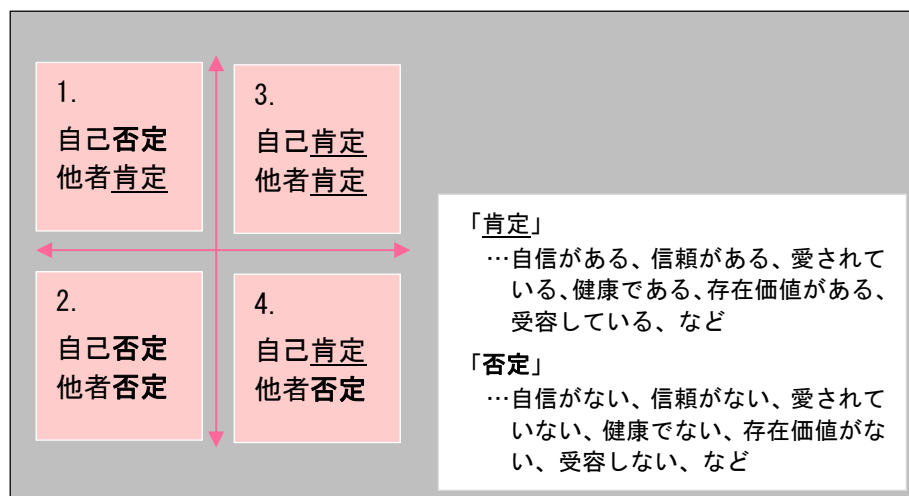 1.
自己否定
他者肯定
3.
自己肯定
他者肯定
2.
自己否定
他者否定
4.
自己肯定
他者否定
「肯定」
…自信がある、信頼がある、愛されて
いる、健康である、存在価値がある、
受容している、など
「否定」
…自信がない、信頼がない、愛されて
いない、健康でない、存在価値がな
い、受容しない、など